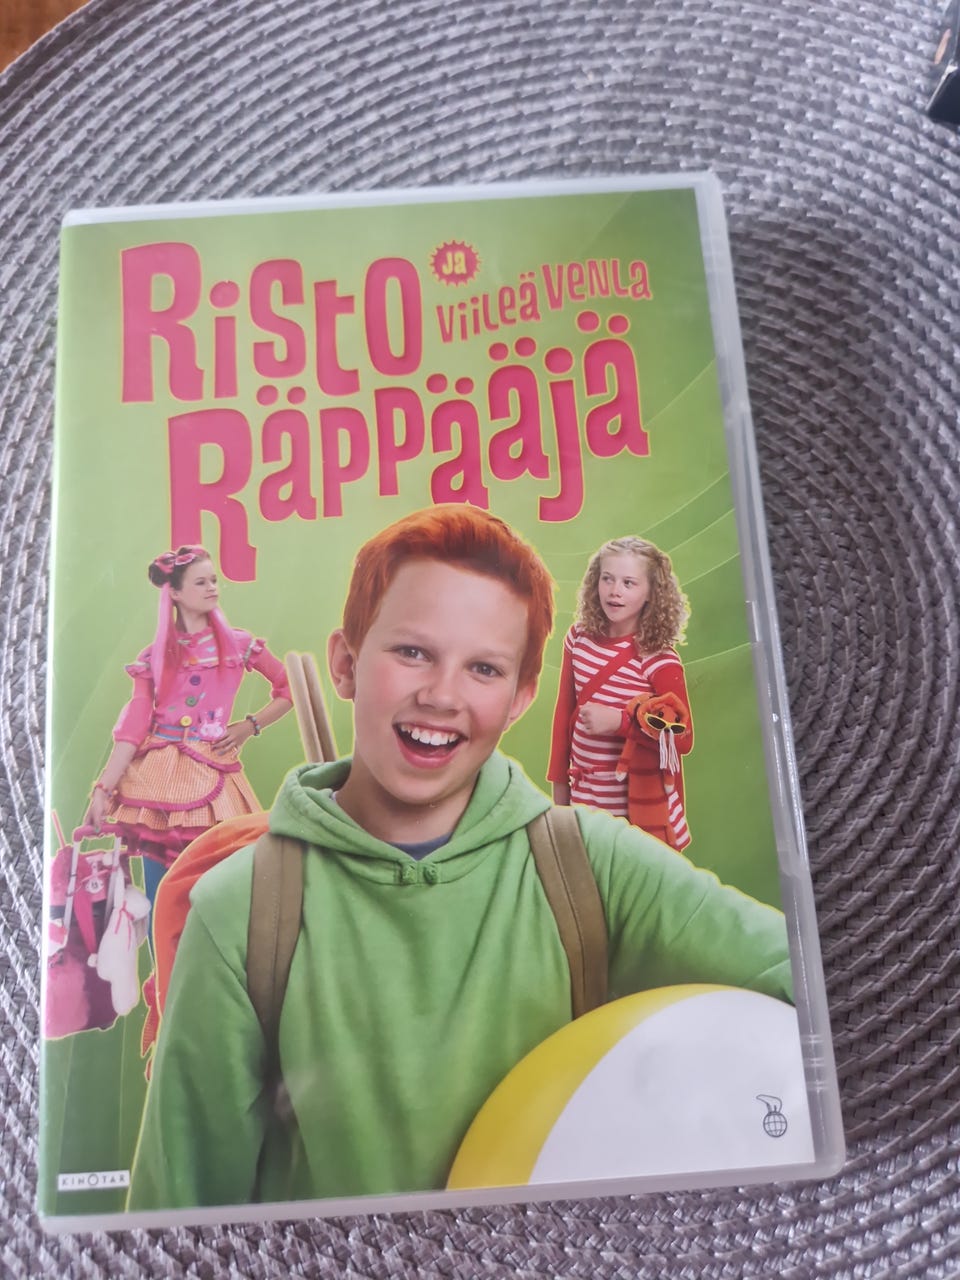 Risto
ja
viileä Venla
Räppääjä
KINOTAR